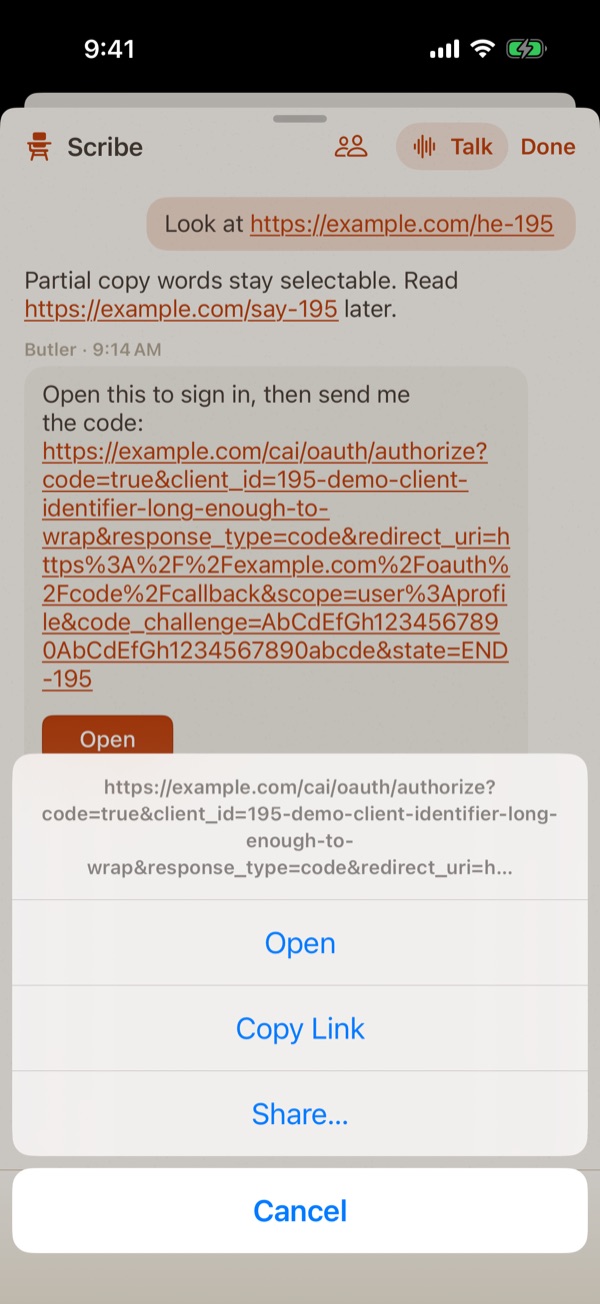 9:41
Scribe
Talk
Done
Look at https://example.com/he-195
Partial copy words stay selectable. Read
https://example.com/say-195 later.
Butler · 9:14 AM
Open this to sign in, then send me
the code:
https://example.com/cai/oauth/authorize?
code=true&client_id=195-demo-client-
identifier-long-enough-to-
wrap&response_type=code&redirect_uri=h
ttps%3A%2F%2Fexample.com%2Foauth%
2Fcode%2Fcallback&scope=user%3Aprofi
le&code_challenge=AbCdEfGh123456789
0AbCdEfGh1234567890abcde&state=END
-195
Open
https://example.com/cai/oauth/authorize?
code=true&client_id=195-demo-client-identifier-long-
enough-to-
wrap&response_type=code&redirect_uri=h...
Open
Copy Link
Share...
Cancel